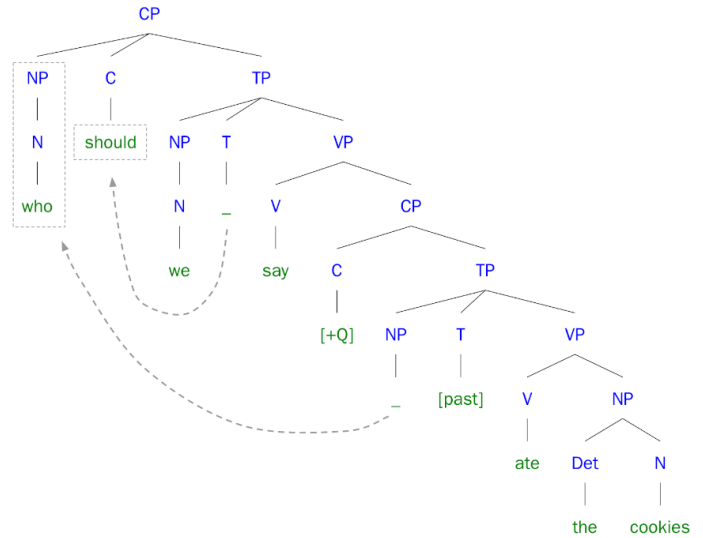 CP
NP C TP
N should NP T VP
who N _ V CP
we say C TP
[+Q] NP T VP
_ [past] V NP
ate Det N
the cookies